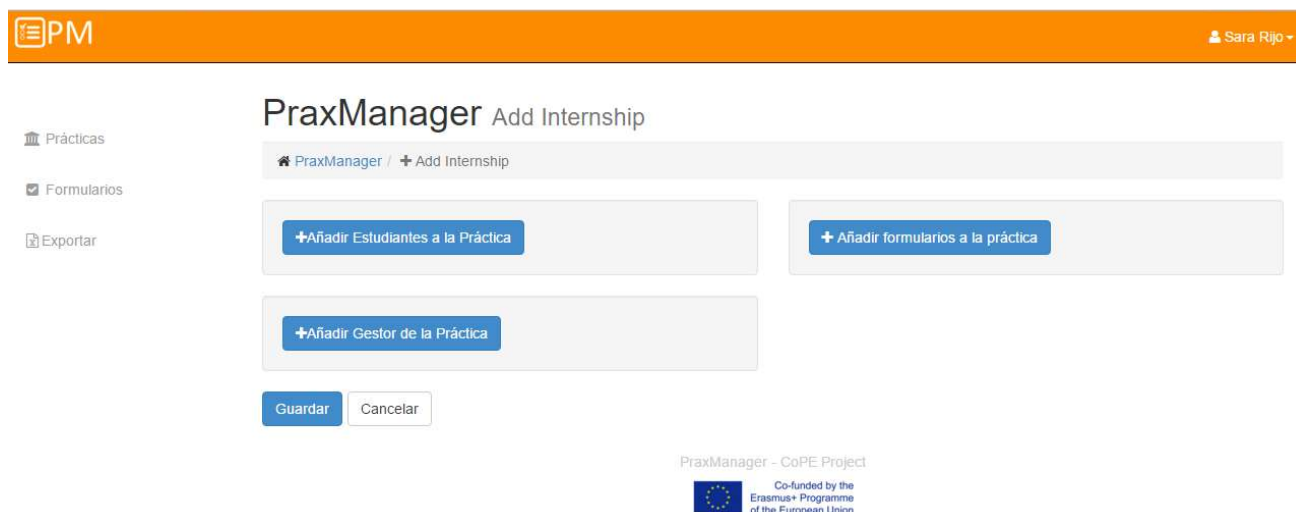 PM
Sara Rijo
Prácticas
Formularios
Exportar
PraxManager Add Internship
PraxManager / Add Internship
+Añadir Estudiantes a la Práctica
+ Añadir formularios a la práctica
+Añadir Gestor de la Práctica
Guardar
Cancelar
PraxManager - CoPE Project
Co-funded by the
Erasmus+ Programme
of the European Union